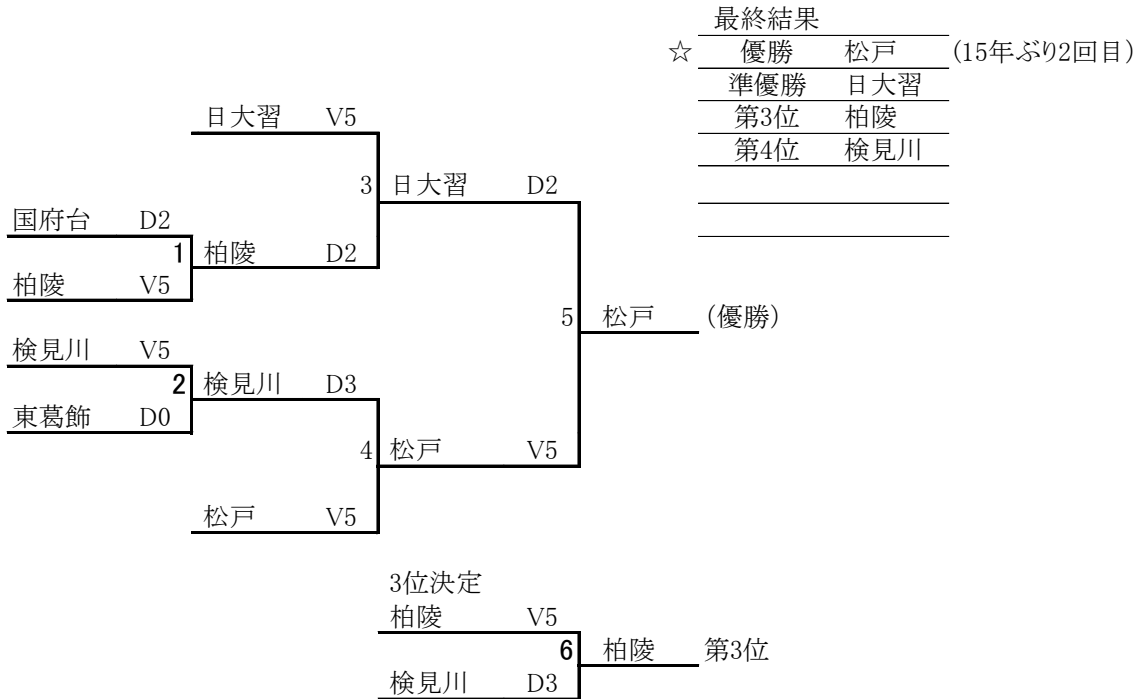 最終結果
☆ 優勝 松戸 (15年ぶり2回目)
準優勝 日大習
第3位 柏陵
第4位 検見川
日大習 V5
3 日大習 D2
国府台 D2
1 柏陵 D2
柏陵 V5
5 松戸 (優勝)
検見川 V5
2 検見川 D3
東葛飾 D0
4 松戸 V5
松戸 V5
3位決定
柏陵 V5
6 柏陵 第3位
検見川 D3